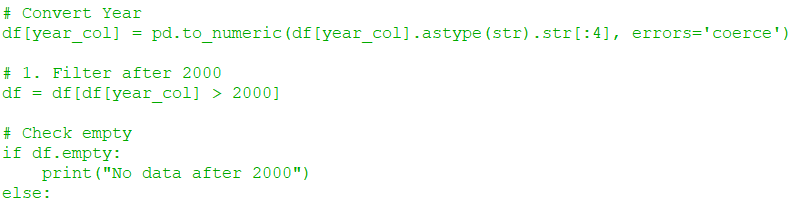 # Convert Year
df[year_col] = pd.to_numeric(df[year_col].astype(str).str[:4], errors='coerce')
# 1. Filter after 2000
df = df[df[year_col] > 2000]
# Check empty
if df.empty:
    print("No data after 2000")
else: